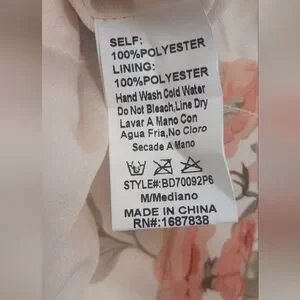 SELF:
100%POLYESTER
LINING:
100%POLYESTER
Hand Wash Cold Water
Do Not Bleach,Line Dry
Lavar A Mano Con
Agua Fria,No Cloro
Secade A Mano
STYLE#:BD70092P6
M/Mediano
MADE IN CHINA
RN#:1687838